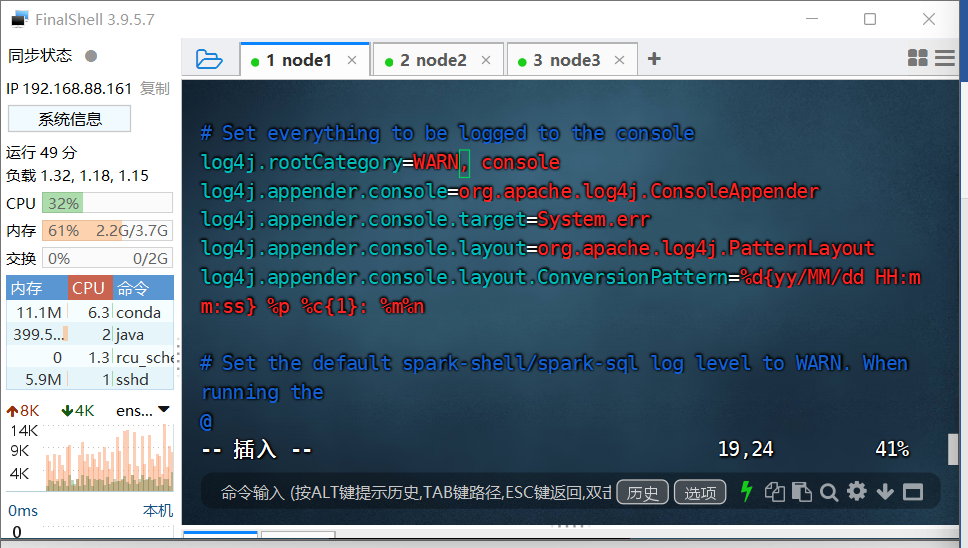 FinalShell 3.9.5.7
同步状态
IP 192.168.88.161 复制
系统信息
运行 49 分
负载 1.32, 1.18, 1.15
CPU 32%
内存 61% 2.2G/3.7G
交换 0% 0/2G
内存 CPU 命令
11.1M 6.3 conda
399.5... 2 java
0 1.3 rcu_sche
5.9M 1 sshd
8K 4K ens...
14K
9K
4K
0ms 本机
0
1 node1 ×
2 node2 ×
3 node3 ×
+
# Set everything to be logged to the console
log4j.rootCategory=WARN, console
log4j.appender.console=org.apache.log4j.ConsoleAppender
log4j.appender.console.target=System.err
log4j.appender.console.layout=org.apache.log4j.PatternLayout
log4j.appender.console.layout.ConversionPattern=%d{yy/MM/dd HH:m
m:ss} %p %c{1}: %m%n
# Set the default spark-shell/spark-sql log level to WARN. When
running the
@
-- 插入 -- 19,24 41%
命令输入 (按ALT键提示历史,TAB键路径,ESC键返回,双击 历史 选项